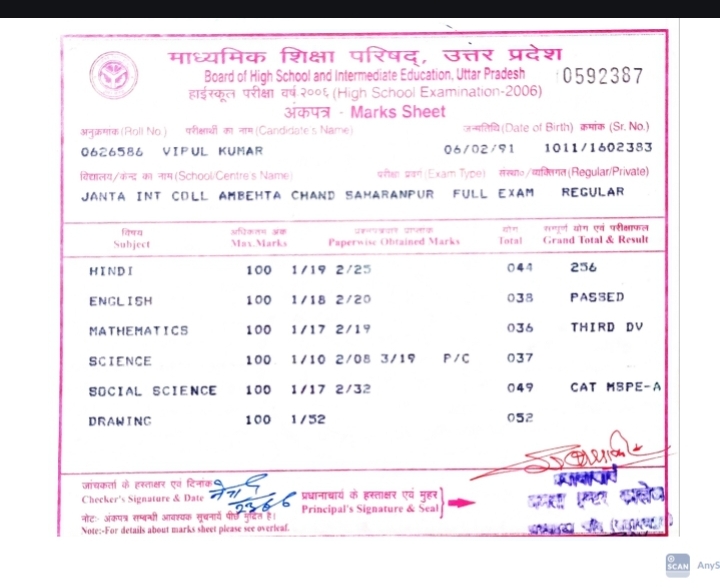 माध्यमिक शिक्षा परिषद्, उत्तर प्रदेश
Board of High School and Intermediate Education, Uttar Pradesh 0592387
हाईस्कूल परीक्षा वर्ष २००६ (High School Examination-2006)
अंकपत्र - Marks Sheet
अनुक्रमांक (Roll No.) परीक्षार्थी का नाम (Candidate's Name) जन्मतिथि (Date of Birth) क्रमांक (Sr. No.)
0626586 VIPUL KUMAR 06/02/91 1011/1602383
विद्यालय/केन्द्र का नाम (School/Centre's Name) परीक्षा प्रकार (Exam Type) संस्थागत/व्यक्तिगत (Regular/Private)
JANTA INT COLL AMBEHTA CHAND SAHARANPUR FULL EXAM REGULAR
विषय अधिकतम अंक प्रश्नपत्रवार प्राप्तांक योग सम्पूर्ण योग एवं परीक्षाफल
Subject Max.Marks Paperwise Obtained Marks Total Grand Total & Result
HINDI 100 1/19 2/25 044 256
ENGLISH 100 1/18 2/20 038 PASSED
MATHEMATICS 100 1/17 2/19 036 THIRD DV
SCIENCE 100 1/10 2/08 3/19 P/C 037
SOCIAL SCIENCE 100 1/17 2/32 049 CAT MSPE-A
DRAWING 100 1/52 052
जांचकर्ता के हस्ताक्षर एवं दिनांक
Checker's Signature & Date
प्रधानाचार्य के हस्ताक्षर एवं मुहर
Principal's Signature & Seal
नोट:- अंकपत्र सम्बन्धी आवश्यक सूचनायें पीछे मुद्रित हैं।
Note:-For details about marks sheet please see overleaf.
SCAN AnyS